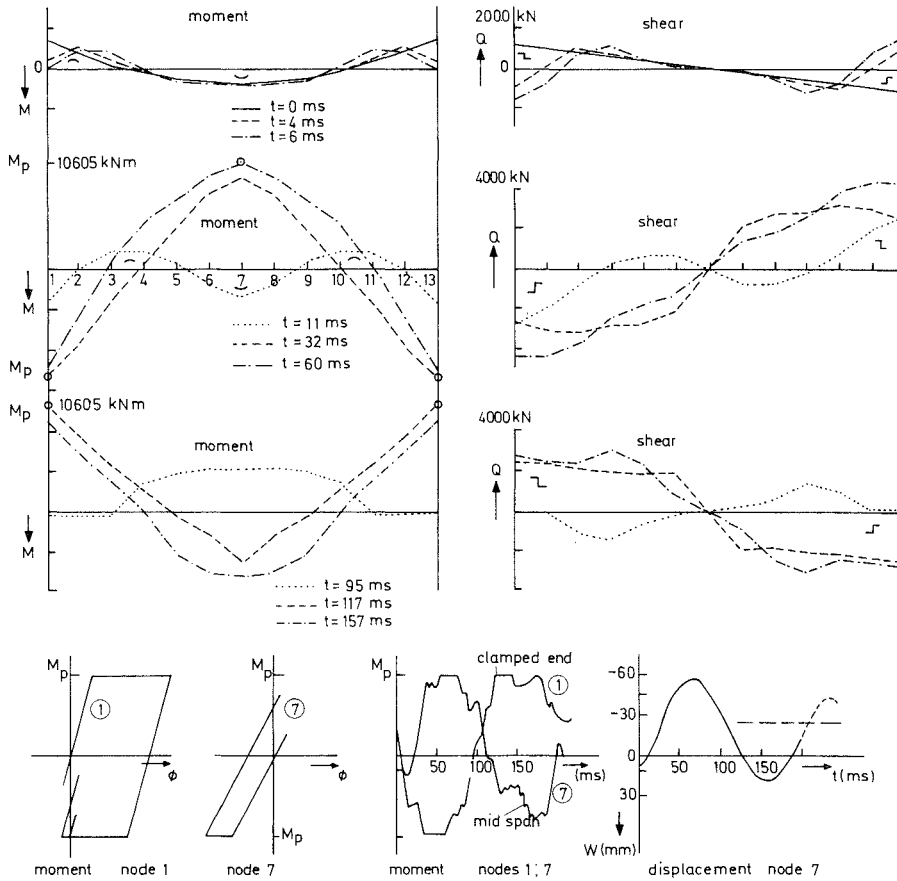 moment
0
M
t=0 ms
t=4 ms
t=6 ms
2000 kN
Q
0
shear
Mp
10605 kNm
moment
1 2 3 4 5 6 7 8 9 10 11 12 13
M
t=11 ms
t=32 ms
t=60 ms
Mp
4000 kN
Q
shear
Mp
10605 kNm
moment
M
t=95 ms
t=117 ms
t=157 ms
4000 kN
Q
shear
Mp
1
ϕ
moment node 1
Mp
7
ϕ
Mp
node 7
Mp
clamped end
1
50 100 150
(ms)
7
mid span
Mp
moment nodes 1; 7
-60
-30
0
30
50 100 150
t(ms)
W(mm)
displacement node 7